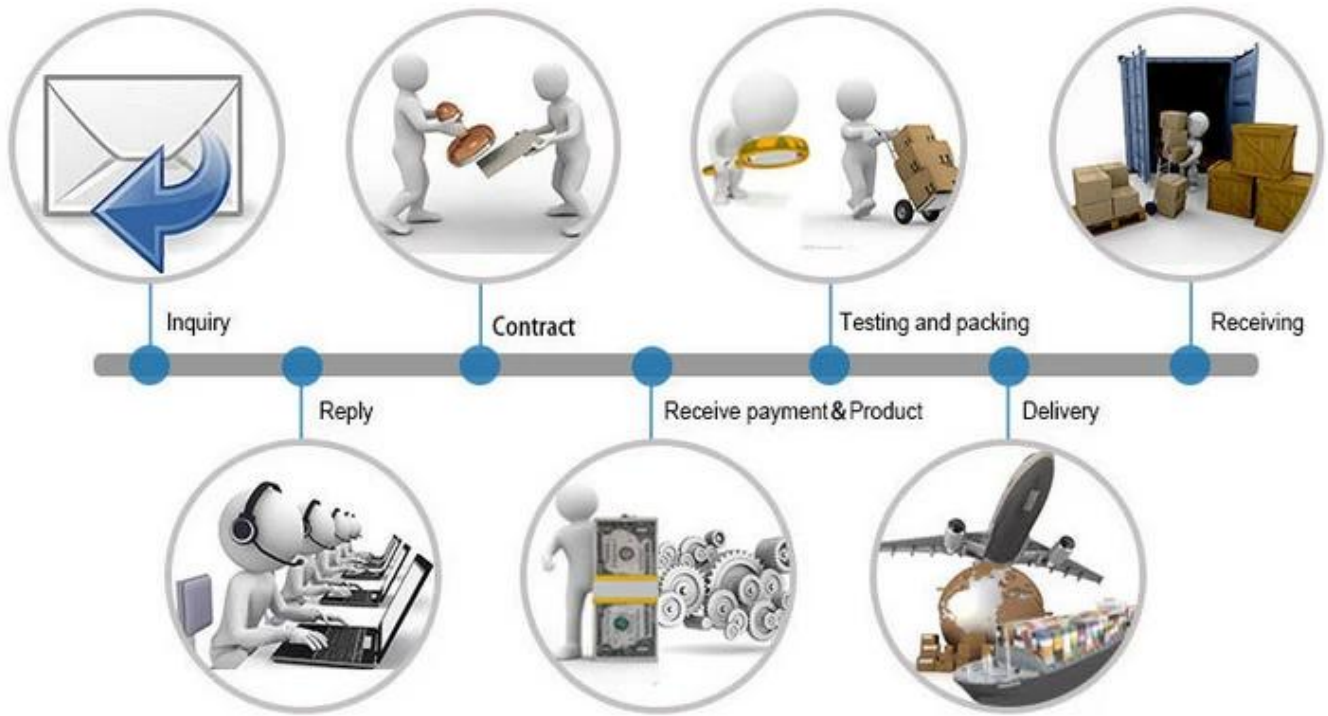 Inquiry
Reply
Contract
Receive payment & Product
Testing and packing
Delivery
Receiving